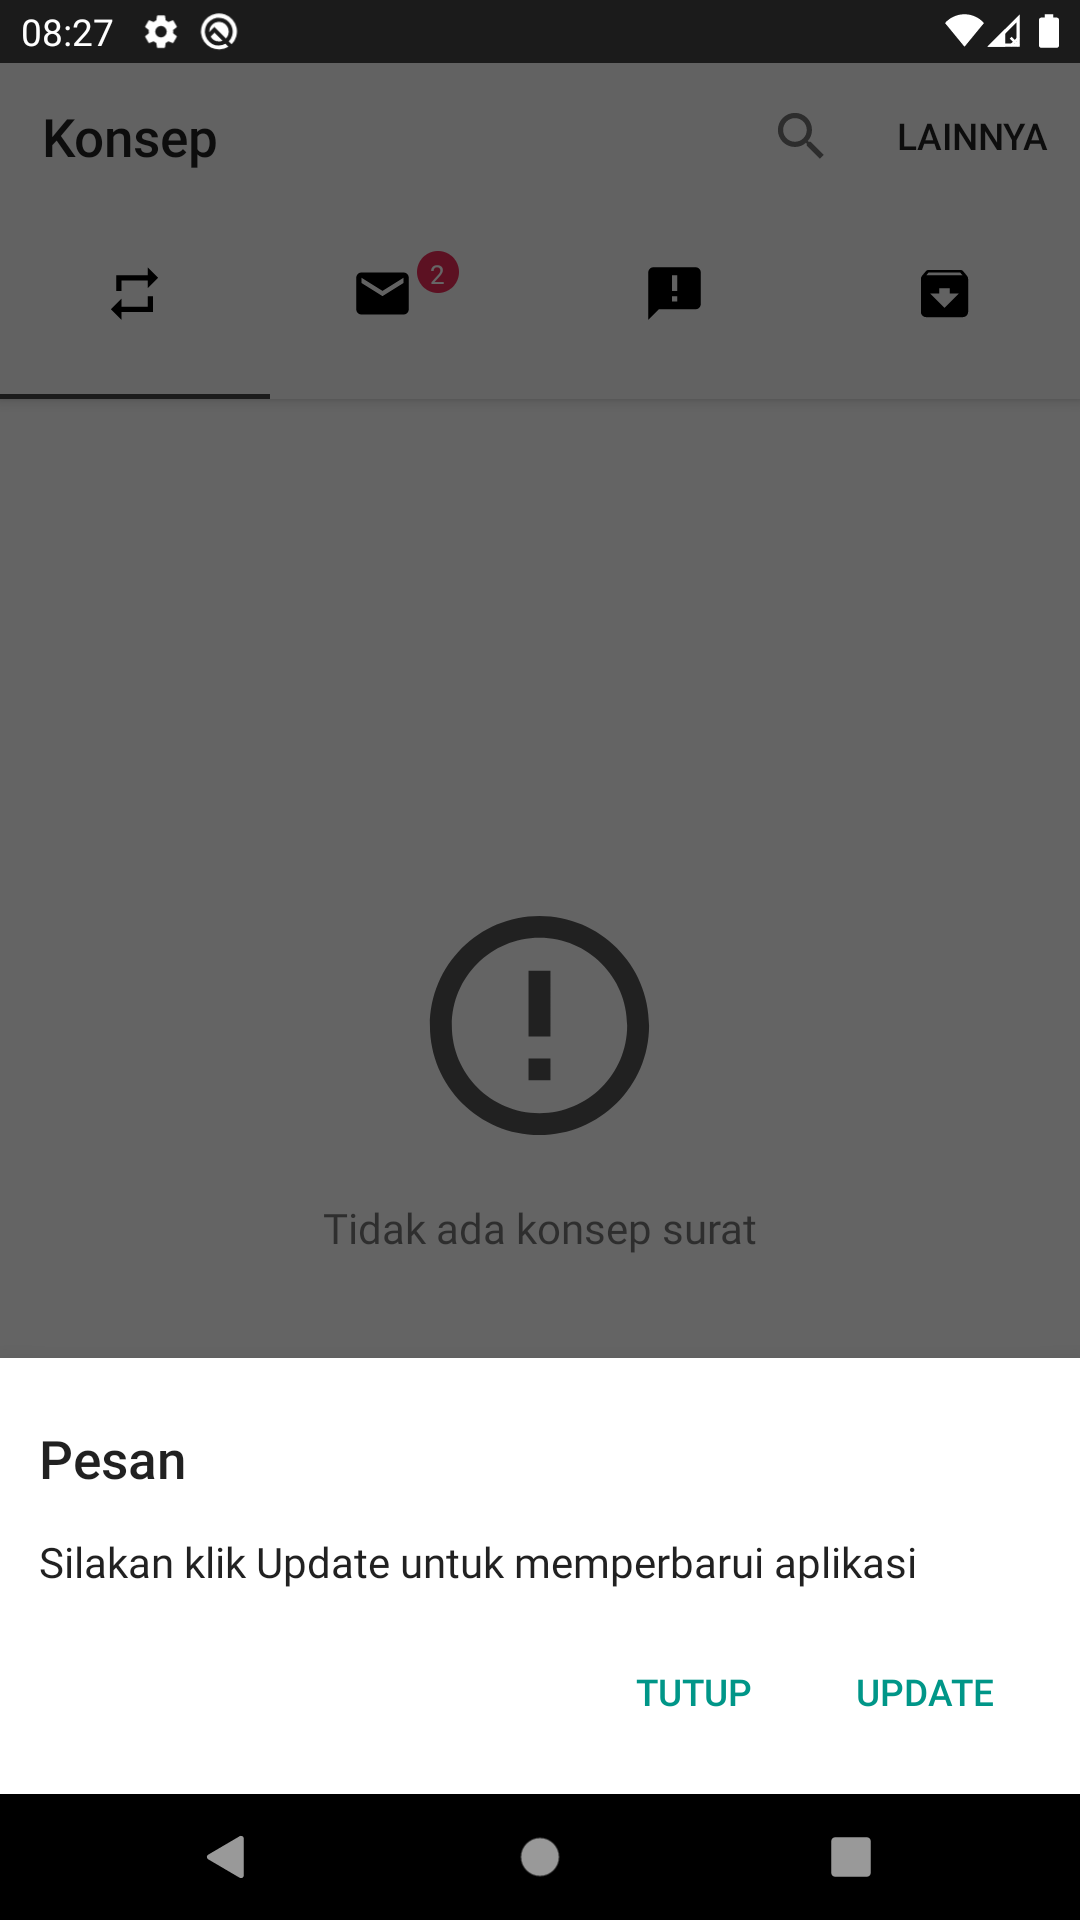 08:27
Konsep
LAINNYA
2
Tidak ada konsep surat
Pesan
Silakan klik Update untuk memperbarui aplikasi
TUTUP
UPDATE